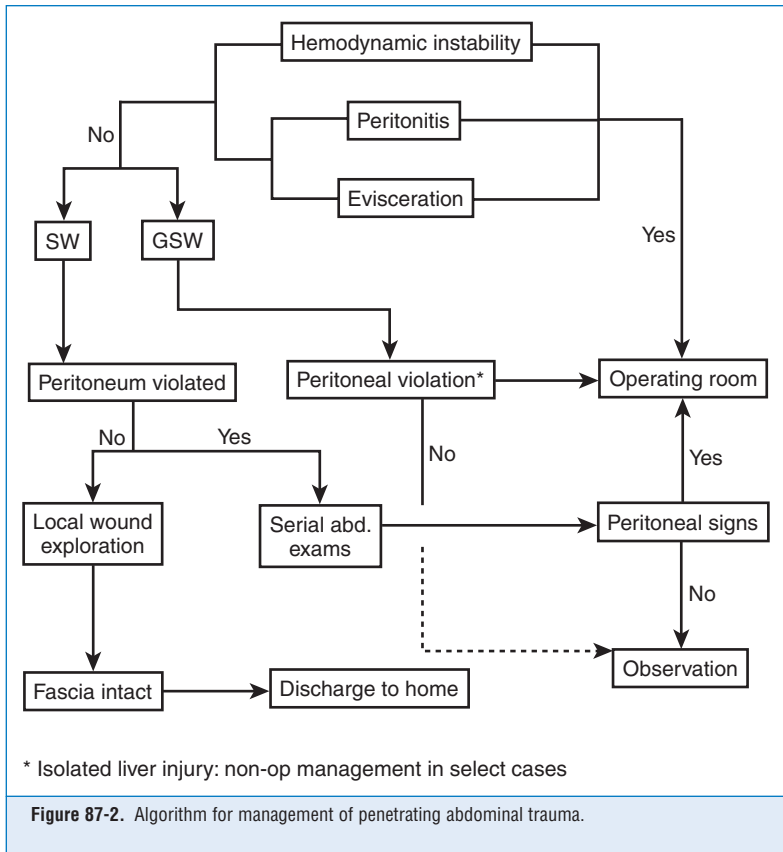 Hemodynamic instability
No
Peritonitis
Evisceration
SW
GSW
Yes
Peritoneum violated
Peritoneal violation*
Operating room
No
Yes
No
Yes
Local wound
exploration
Serial abd.
exams
Peritoneal signs
No
Observation
Fascia intact
Discharge to home
* Isolated liver injury: non-op management in select cases
Figure 87-2. Algorithm for management of penetrating abdominal trauma.